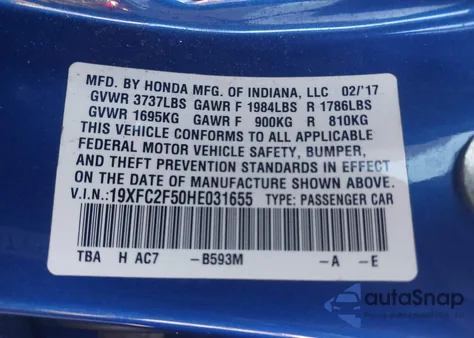 MFD. BY HONDA MFG. OF INDIANA, LLC 02/'17
GVWR 3737LBS GAWR F 1984LBS R 1786LBS
GVWR 1695KG GAWR F 900KG R 810KG
THIS VEHICLE CONFORMS TO ALL APPLICABLE
FEDERAL MOTOR VEHICLE SAFETY, BUMPER,
AND THEFT PREVENTION STANDARDS IN EFFECT
ON THE DATE OF MANUFACTURE SHOWN ABOVE.
V.I.N.: 19XFC2F50HE031655 TYPE: PASSENGER CAR
TBA H AC7 -B593M -A -E
autoSnap